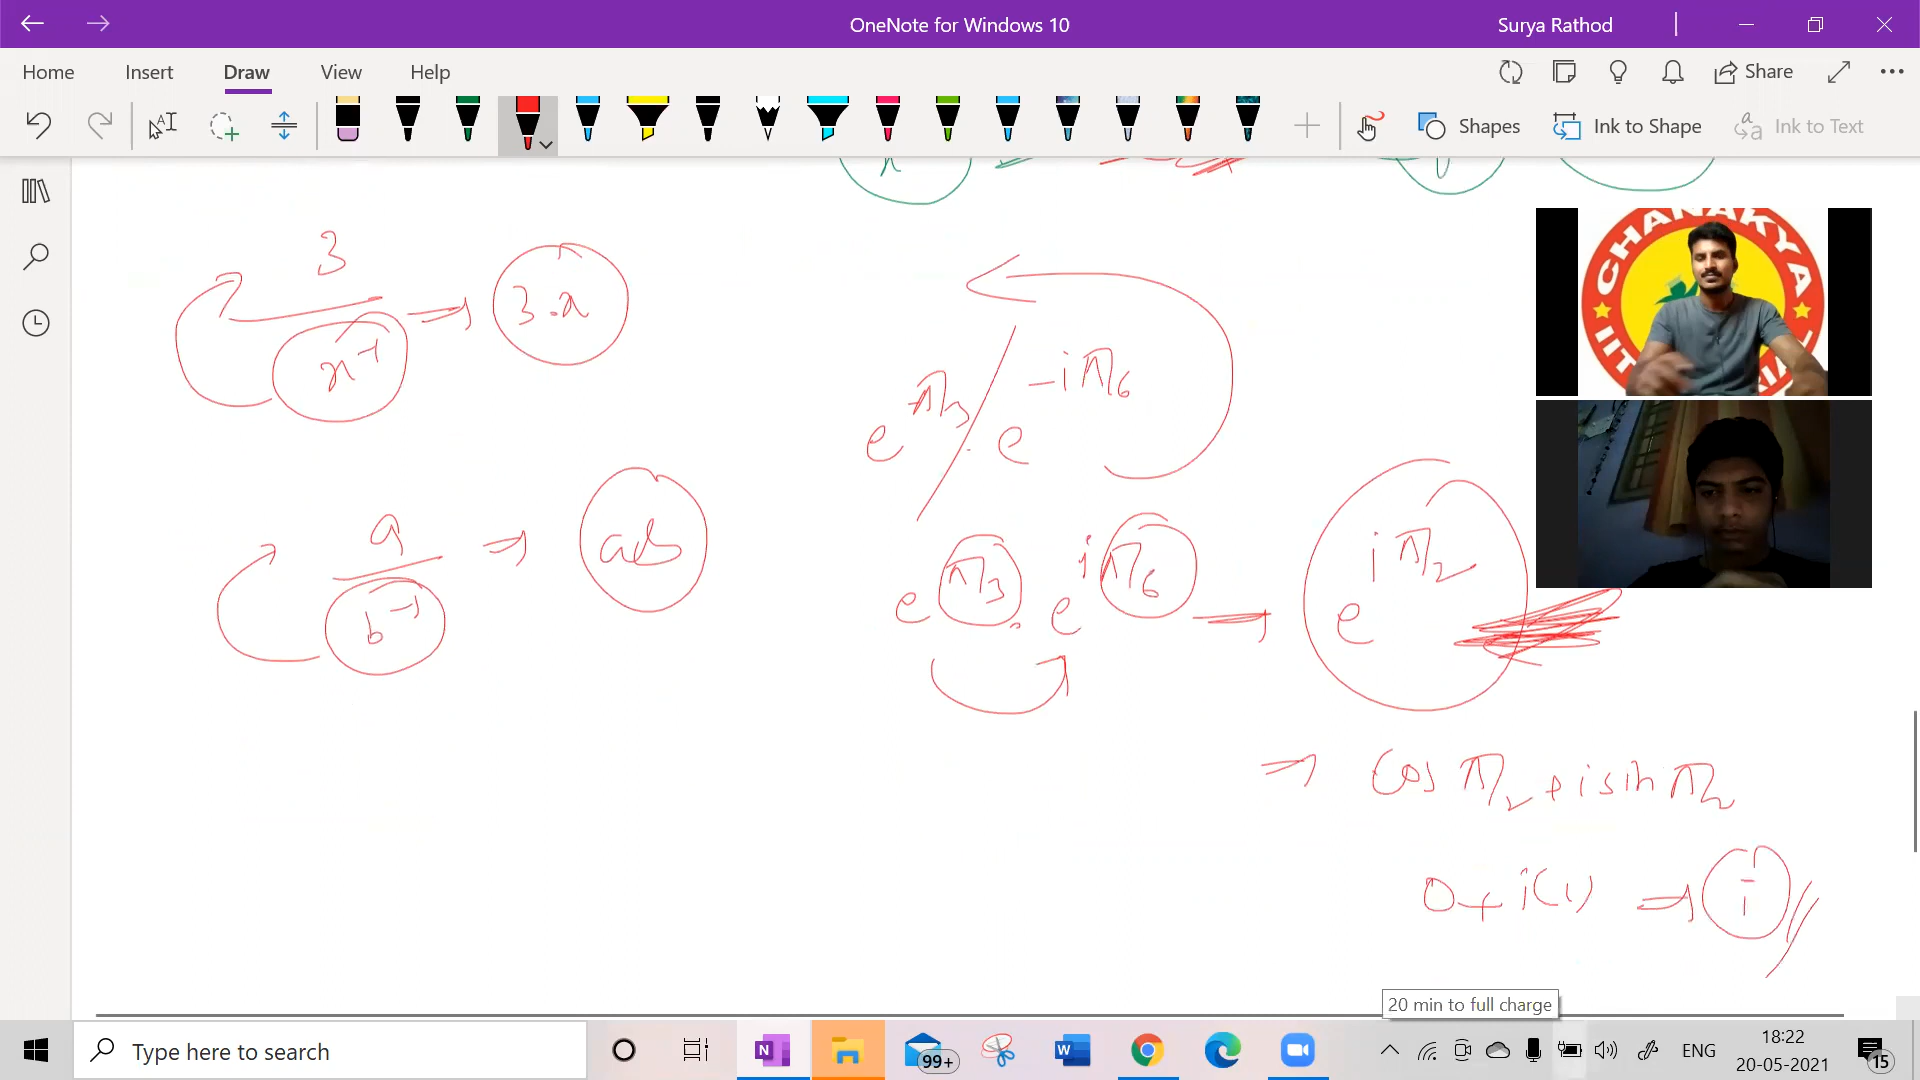 OneNote for Windows 10
Surya Rathod
Home Insert Draw View Help
Share
Shapes Ink to Shape Ink to Text
x
3
x⁻¹
⇒ 3.x
a
b⁻¹
⇒ ab
e^π/3 . e^-iπ/6
e^π/3 . e^iπ/6 ⇒ e^iπ/2
⇒ Cos π/2 + i sin π/2
0+i(1) ⇒ i
CHANAKYA
IIT
20 min to full charge
Type here to search
99+
ENG
18:22
20-05-2021
15